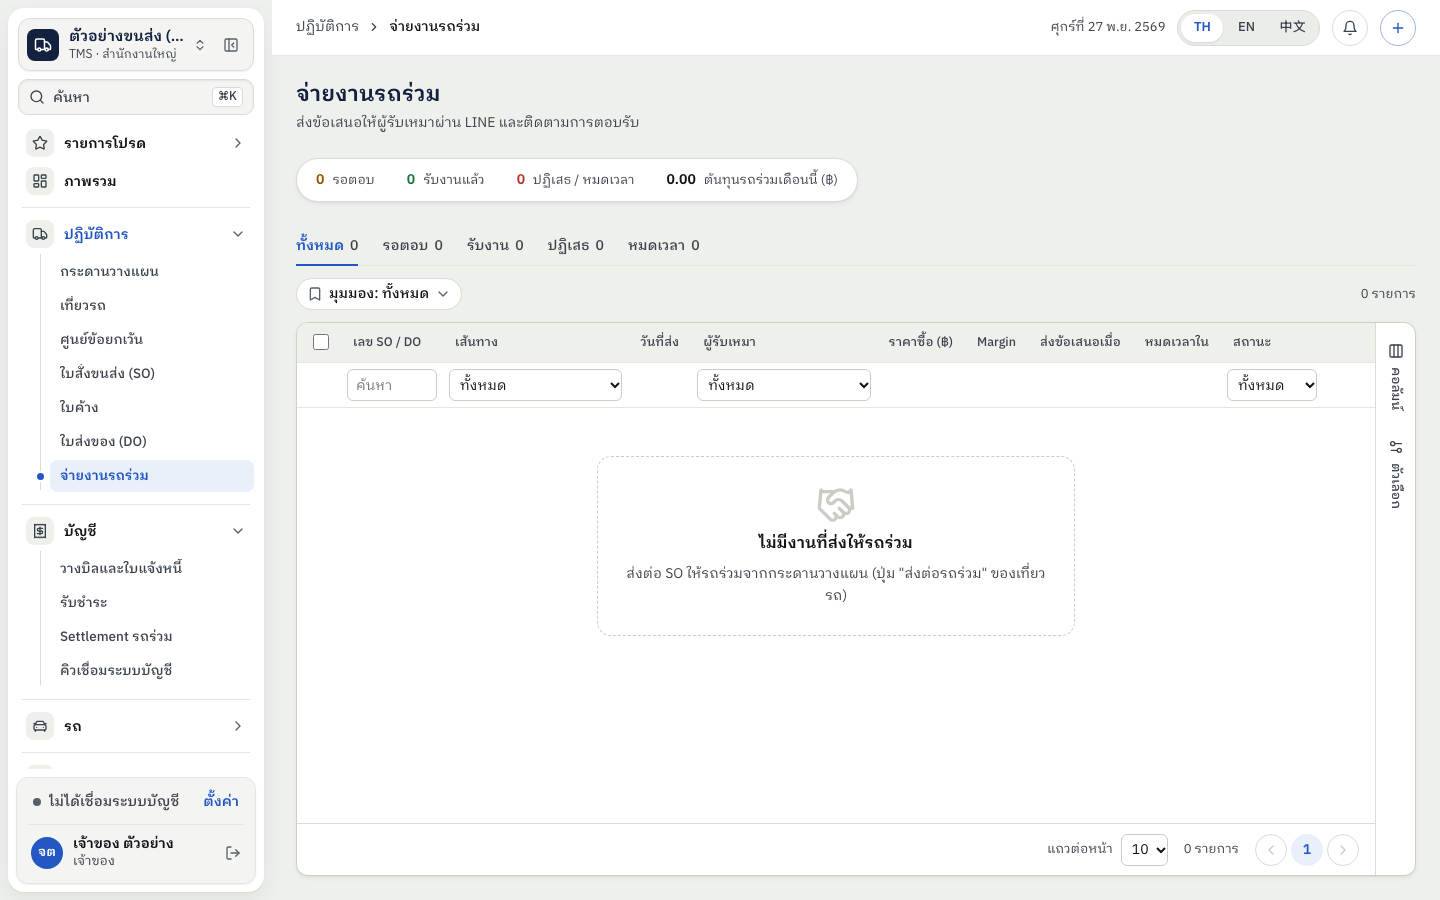 ตัวอย่างขนส่ง (...
TMS · สำนักงานใหญ่
ค้นหา ⌘K
รายการโปรด
ภาพรวม
ปฏิบัติการ
กระดานวางแผน
เที่ยวรถ
ศูนย์ข้อยกเว้น
ใบสั่งขนส่ง (SO)
ใบค้าง
ใบส่งของ (DO)
จ่ายงานรถร่วม
บัญชี
วางบิลและใบแจ้งหนี้
รับชำระ
Settlement รถร่วม
คิวเชื่อมระบบบัญชี
รถ
ไม่ได้เชื่อมระบบบัญชี ตั้งค่า
จต เจ้าของ ตัวอย่าง
เจ้าของ
ปฏิบัติการ จ่ายงานรถร่วม
ศุกร์ที่ 27 พ.ย. 2569 TH EN 中文
จ่ายงานรถร่วม
ส่งข้อเสนอให้ผู้รับเหมาผ่าน LINE และติดตามการตอบรับ
0 รอตอบ 0 รับงานแล้ว 0 ปฏิเสธ / หมดเวลา 0.00 ต้นทุนรถร่วมเดือนนี้ (฿)
ทั้งหมด 0 รอตอบ 0 รับงาน 0 ปฏิเสธ 0 หมดเวลา 0
มุมมอง: ทั้งหมด 0 รายการ
เลข SO / DO เส้นทาง วันที่ส่ง ผู้รับเหมา ราคาซื้อ (฿) Margin ส่งข้อเสนอเมื่อ หมดเวลาใน สถานะ
ค้นหา ทั้งหมด ทั้งหมด ทั้งหมด
คอลัมน์
ตัวเลือก
ไม่มีงานที่ส่งให้รถร่วม
ส่งต่อ SO ให้รถร่วมจากกระดานวางแผน (ปุ่ม "ส่งต่อรถร่วม" ของเที่ยว
รถ)
แถวต่อหน้า 10 0 รายการ 1